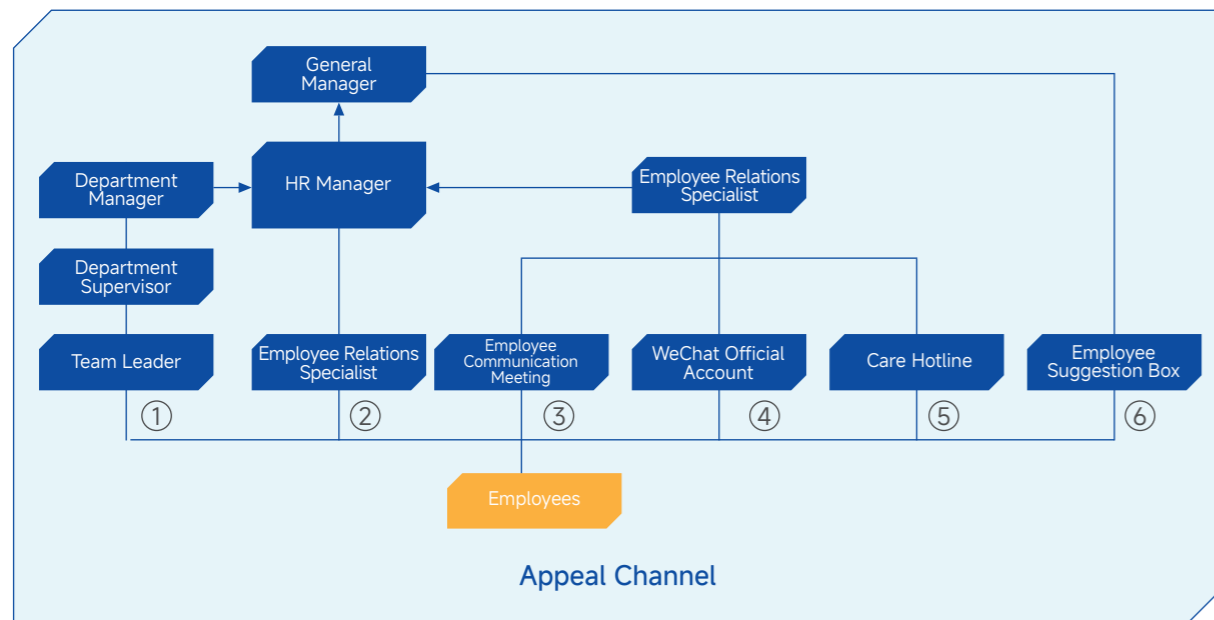 General
Manager
Department
Manager
HR Manager
Employee Relations
Specialist
Department
Supervisor
Team Leader
Employee Relations
Specialist
Employee
Communication
Meeting
WeChat Official
Account
Care Hotline
Employee
Suggestion Box
①
②
③
④
⑤
⑥
Employees
Appeal Channel